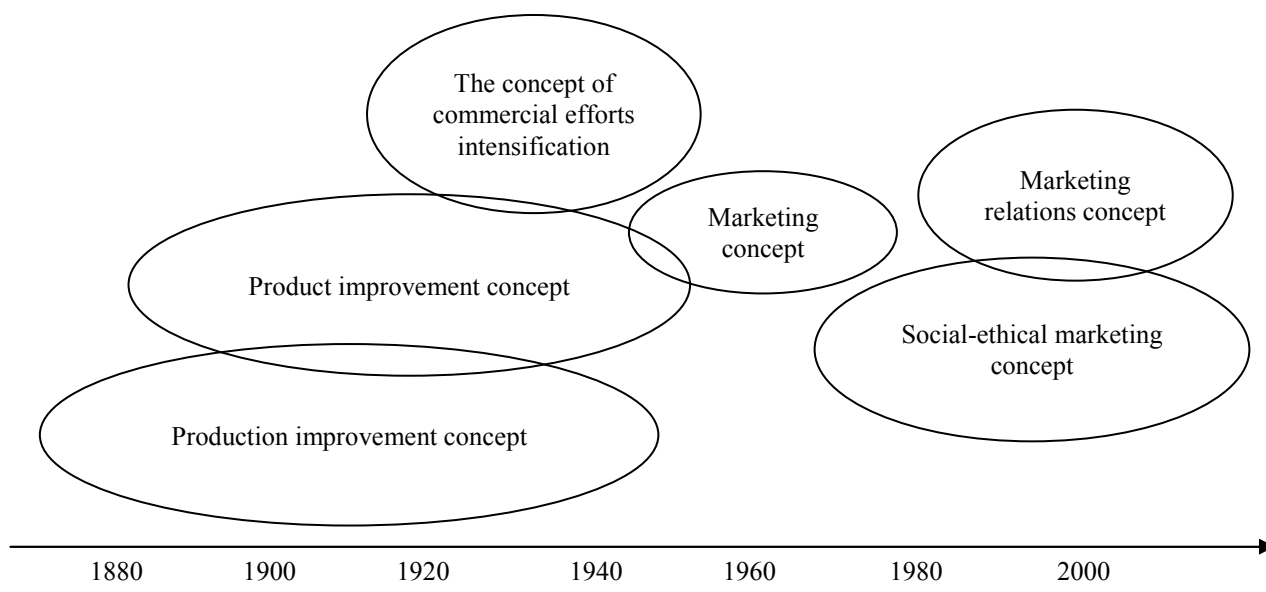 The concept of
commercial efforts
intensification
Marketing
relations concept
Marketing
concept
Product improvement concept
Social-ethical marketing
concept
Production improvement concept
1880 1900 1920 1940 1960 1980 2000